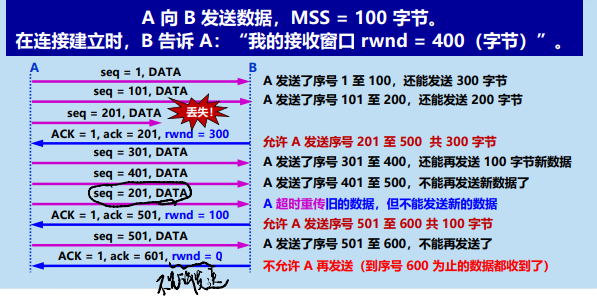 A 向 B 发送数据，MSS = 100 字节。
在连接建立时，B 告诉 A：“我的接收窗口 rwnd = 400（字节）”。
A B
seq = 1, DATA A 发送了序号 1 至 100，还能发送 300 字节
seq = 101, DATA A 发送了序号 101 至 200，还能发送 200 字节
seq = 201, DATA 丢失！
ACK = 1, ack = 201, rwnd = 300 允许 A 发送序号 201 至 500 共 300 字节
seq = 301, DATA A 发送了序号 301 至 400，还能再发送 100 字节新数据
seq = 401, DATA A 发送了序号 401 至 500，不能再发送新数据了
seq = 201, DATA A 超时重传旧的数据，但不能发送新的数据
ACK = 1, ack = 501, rwnd = 100 允许 A 发送序号 501 至 600 共 100 字节
seq = 501, DATA A 发送了序号 501 至 600，不能再发送了
ACK = 1, ack = 601, rwnd = 0 不允许 A 再发送（到序号 600 为止的数据都收到了）